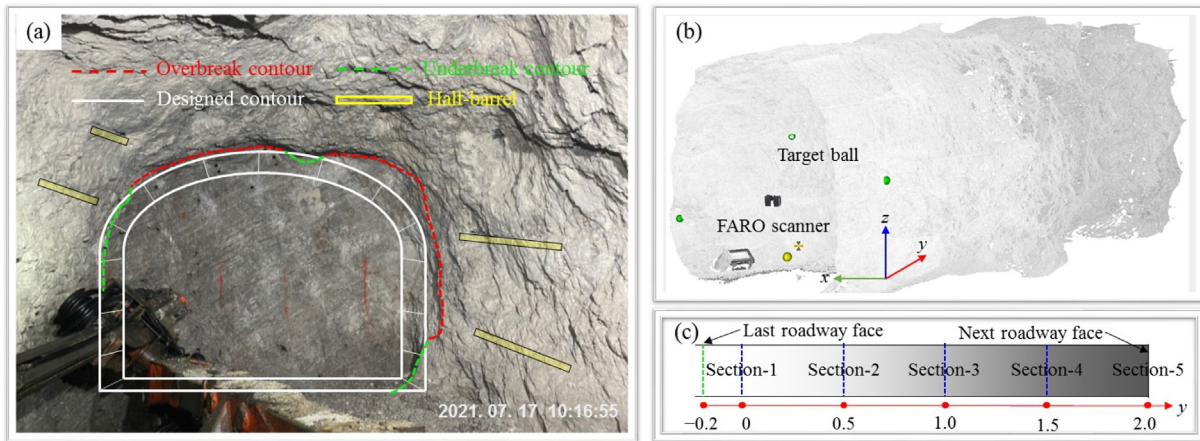 (a)
Overbreak contour
Underbreak contour
Designed contour
Half-barrel
2021. 07. 17 10:16:55
(b)
Target ball
FARO scanner
z
y
x
(c)
Last roadway face
Next roadway face
Section-1
Section-2
Section-3
Section-4
Section-5
−0.2
0
0.5
1.0
1.5
2.0
y